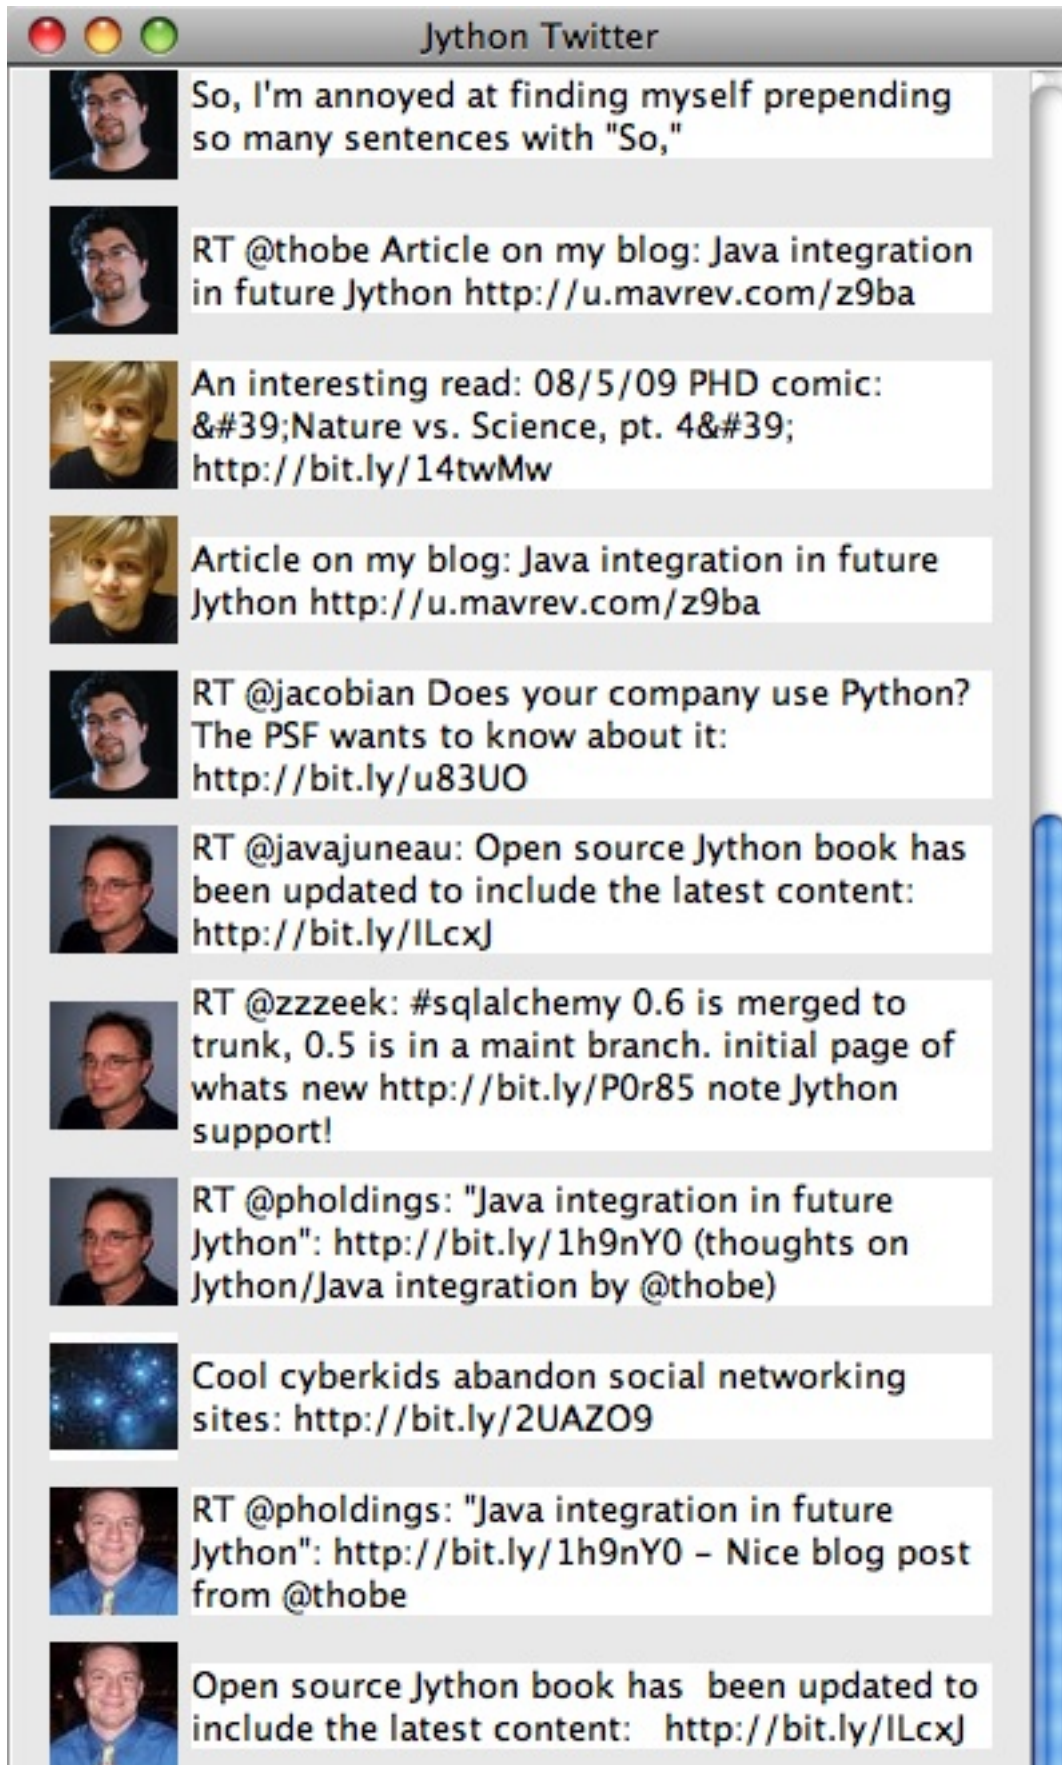 Jython Twitter
So, I'm annoyed at finding myself prepending
so many sentences with "So,"
RT @thobe Article on my blog: Java integration
in future Jython http://u.mavrev.com/z9ba
An interesting read: 08/5/09 PHD comic:
&#39;Nature vs. Science, pt. 4&#39;
http://bit.ly/14twMw
Article on my blog: Java integration in future
Jython http://u.mavrev.com/z9ba
RT @jacobian Does your company use Python?
The PSF wants to know about it:
http://bit.ly/u83UO
RT @javajuneau: Open source Jython book has
been updated to include the latest content:
http://bit.ly/lLcxJ
RT @zzzeek: #sqlalchemy 0.6 is merged to
trunk, 0.5 is in a maint branch. initial page of
whats new http://bit.ly/P0r85 note Jython
support!
RT @pholdings: "Java integration in future
Jython": http://bit.ly/1h9nY0 (thoughts on
Jython/Java integration by @thobe)
Cool cyberkids abandon social networking
sites: http://bit.ly/2UAZO9
RT @pholdings: "Java integration in future
Jython": http://bit.ly/1h9nY0 – Nice blog post
from @thobe
Open source Jython book has  been updated to
include the latest content:   http://bit.ly/lLcxJ